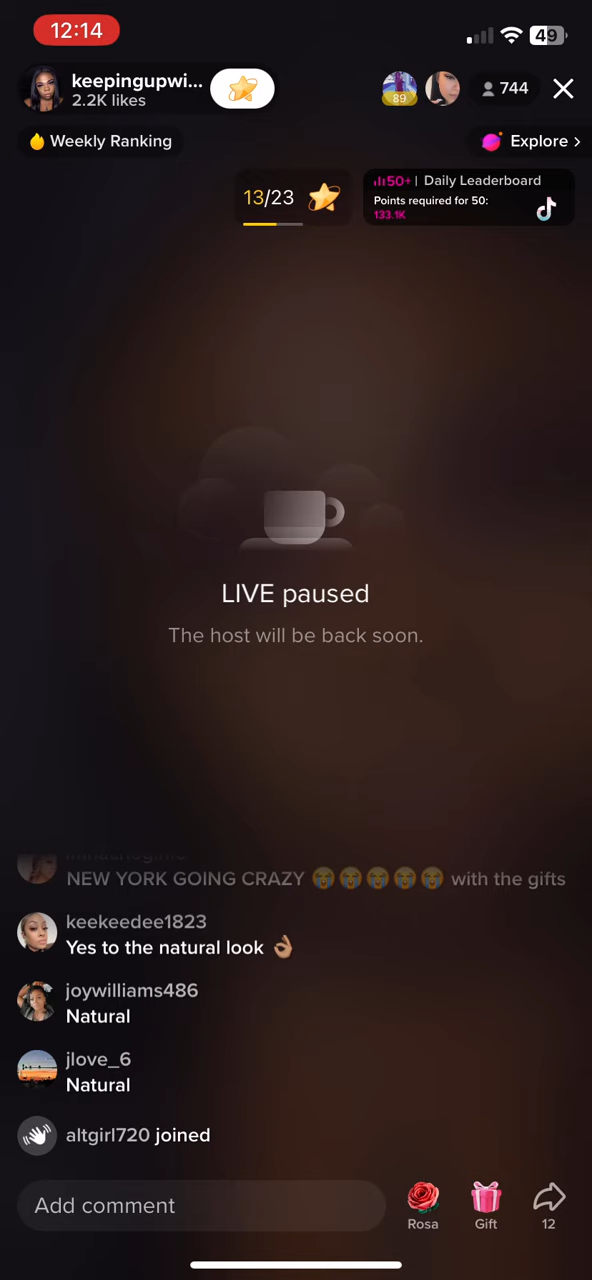 12:14
49
keepingupwi...
2.2K likes
89
744
Weekly Ranking
Explore >
13/23
50+ | Daily Leaderboard
Points required for 50:
133.1K
LIVE paused
The host will be back soon.
NEW YORK GOING CRAZY 😭😭😭😭😭 with the gifts
keekeedee1823
Yes to the natural look 👌🏽
joywilliams486
Natural
jlove_6
Natural
altgirl720 joined
Add comment
Rosa
Gift
12